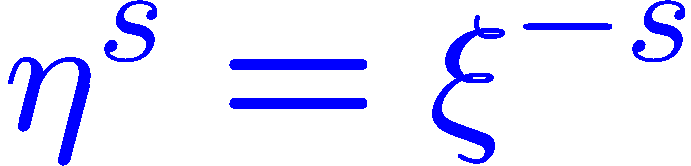 η^s = ξ^{-s}